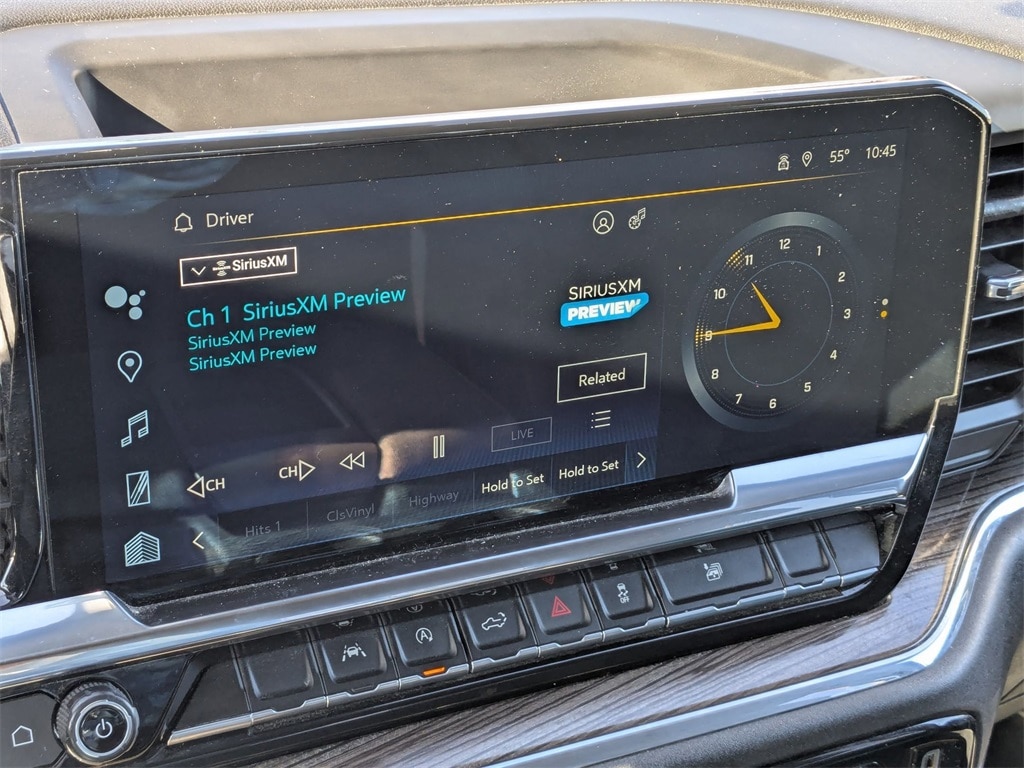 55° 10:45
Driver
SiriusXM
Ch 1 SiriusXM Preview
SiriusXM Preview
SiriusXM Preview
SIRIUSXM
PREVIEW
Related
LIVE
CH
CH
Hits 1
ClsVinyl
Highway
Hold to Set
Hold to Set
12
1
2
3
4
5
6
7
8
9
10
11
A